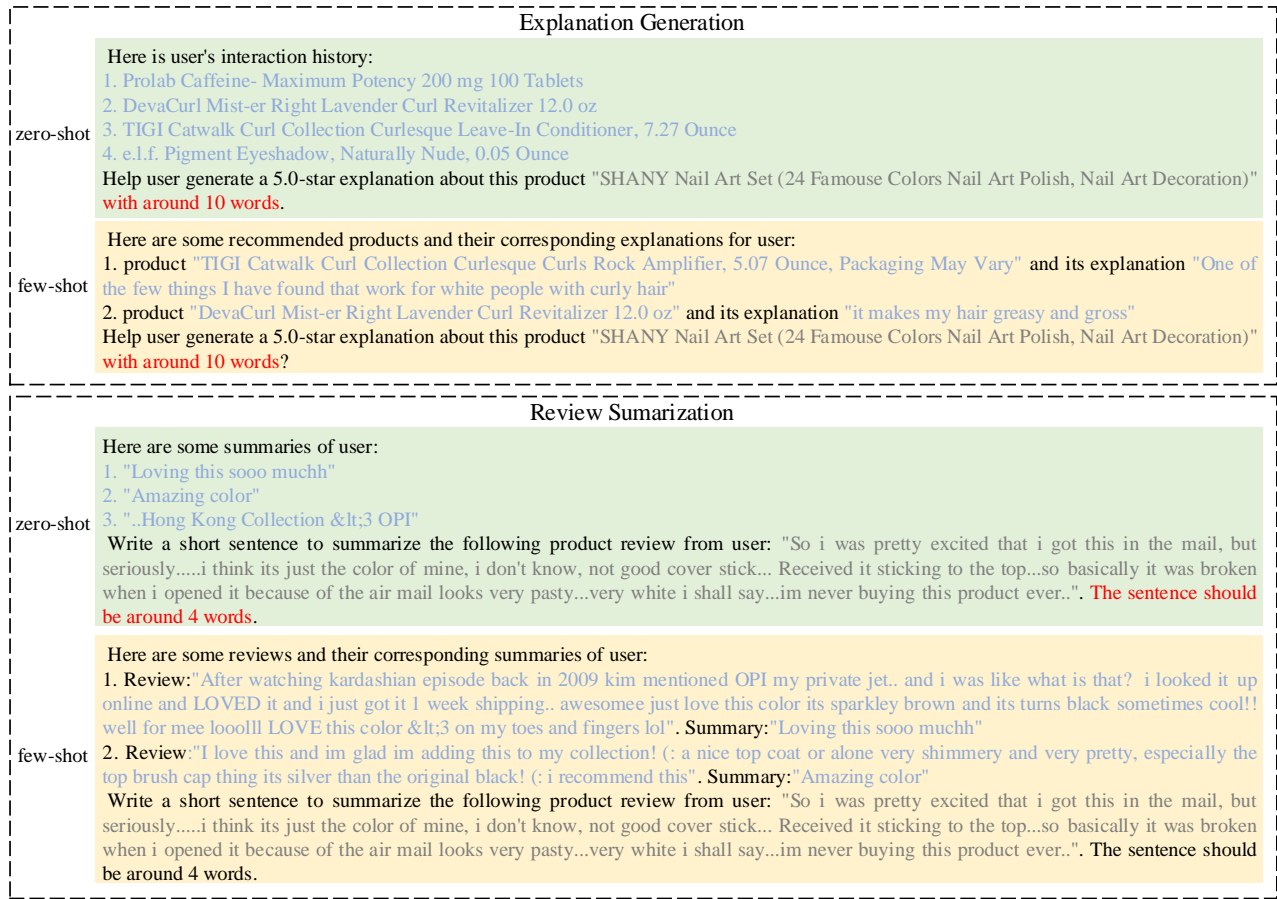 Explanation Generation
zero-shot
Here is user's interaction history:
1. Prolab Caffeine- Maximum Potency 200 mg 100 Tablets
2. DevaCurl Mist-er Right Lavender Curl Revitalizer 12.0 oz
3. TIGI Catwalk Curl Collection Curlesque Leave-In Conditioner, 7.27 Ounce
4. e.l.f. Pigment Eyeshadow, Naturally Nude, 0.05 Ounce
Help user generate a 5.0-star explanation about this product "SHANY Nail Art Set (24 Famouse Colors Nail Art Polish, Nail Art Decoration)"
with around 10 words.
few-shot
Here are some recommended products and their corresponding explanations for user:
1. product "TIGI Catwalk Curl Collection Curlesque Curls Rock Amplifier, 5.07 Ounce, Packaging May Vary" and its explanation "One of
the few things I have found that work for white people with curly hair"
2. product "DevaCurl Mist-er Right Lavender Curl Revitalizer 12.0 oz" and its explanation "it makes my hair greasy and gross"
Help user generate a 5.0-star explanation about this product "SHANY Nail Art Set (24 Famouse Colors Nail Art Polish, Nail Art Decoration)"
with around 10 words?
Review Sumarization
zero-shot
Here are some summaries of user:
1. "Loving this sooo muchh"
2. "Amazing color"
3. "..Hong Kong Collection &lt;3 OPI"
Write a short sentence to summarize the following product review from user: "So i was pretty excited that i got this in the mail, but
seriously.....i think its just the color of mine, i don't know, not good cover stick... Received it sticking to the top...so basically it was broken
when i opened it because of the air mail looks very pasty...very white i shall say...im never buying this product ever..". The sentence should
be around 4 words.
few-shot
Here are some reviews and their corresponding summaries of user:
1. Review:"After watching kardashian episode back in 2009 kim mentioned OPI my private jet.. and i was like what is that? i looked it up
online and LOVED it and i just got it 1 week shipping.. awesomee just love this color its sparkley brown and its turns black sometimes cool!!
well for mee looolll LOVE this color &lt;3 on my toes and fingers lol". Summary:"Loving this sooo muchh"
2. Review:"I love this and im glad im adding this to my collection! (: a nice top coat or alone very shimmery and very pretty, especially the
top brush cap thing its silver than the original black! (: i recommend this". Summary:"Amazing color"
Write a short sentence to summarize the following product review from user: "So i was pretty excited that i got this in the mail, but
seriously.....i think its just the color of mine, i don't know, not good cover stick... Received it sticking to the top...so basically it was broken
when i opened it because of the air mail looks very pasty...very white i shall say...im never buying this product ever..". The sentence should
be around 4 words.